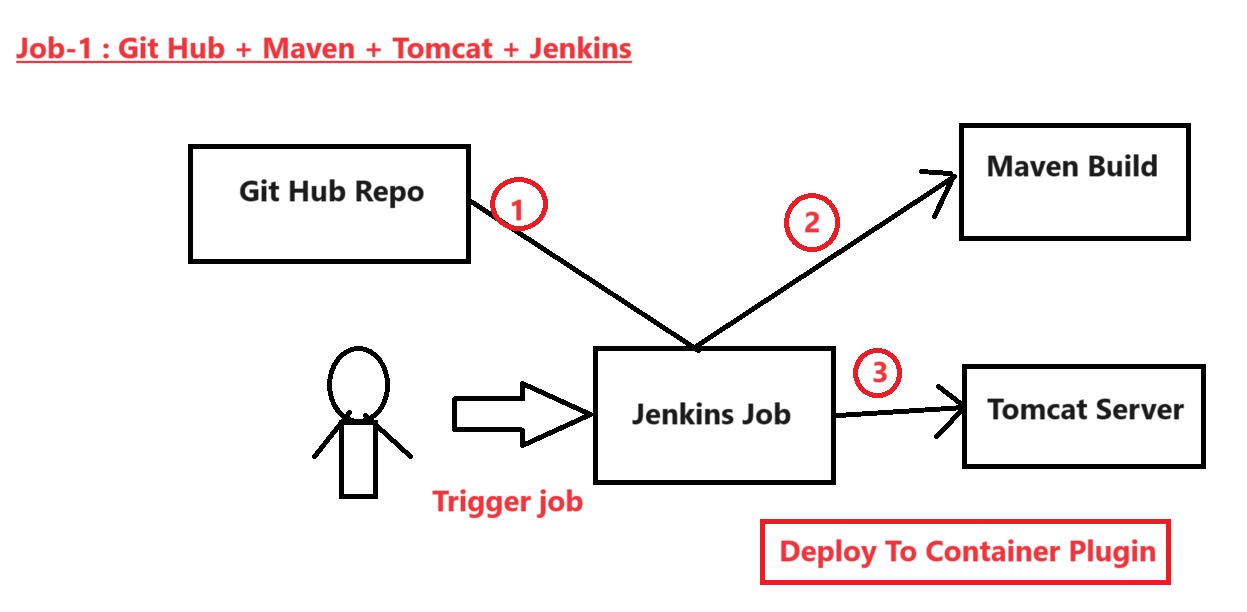 Job-1 : Git Hub + Maven + Tomcat + Jenkins
Git Hub Repo
1
2
Maven Build
Jenkins Job
3
Tomcat Server
Trigger job
Deploy To Container Plugin